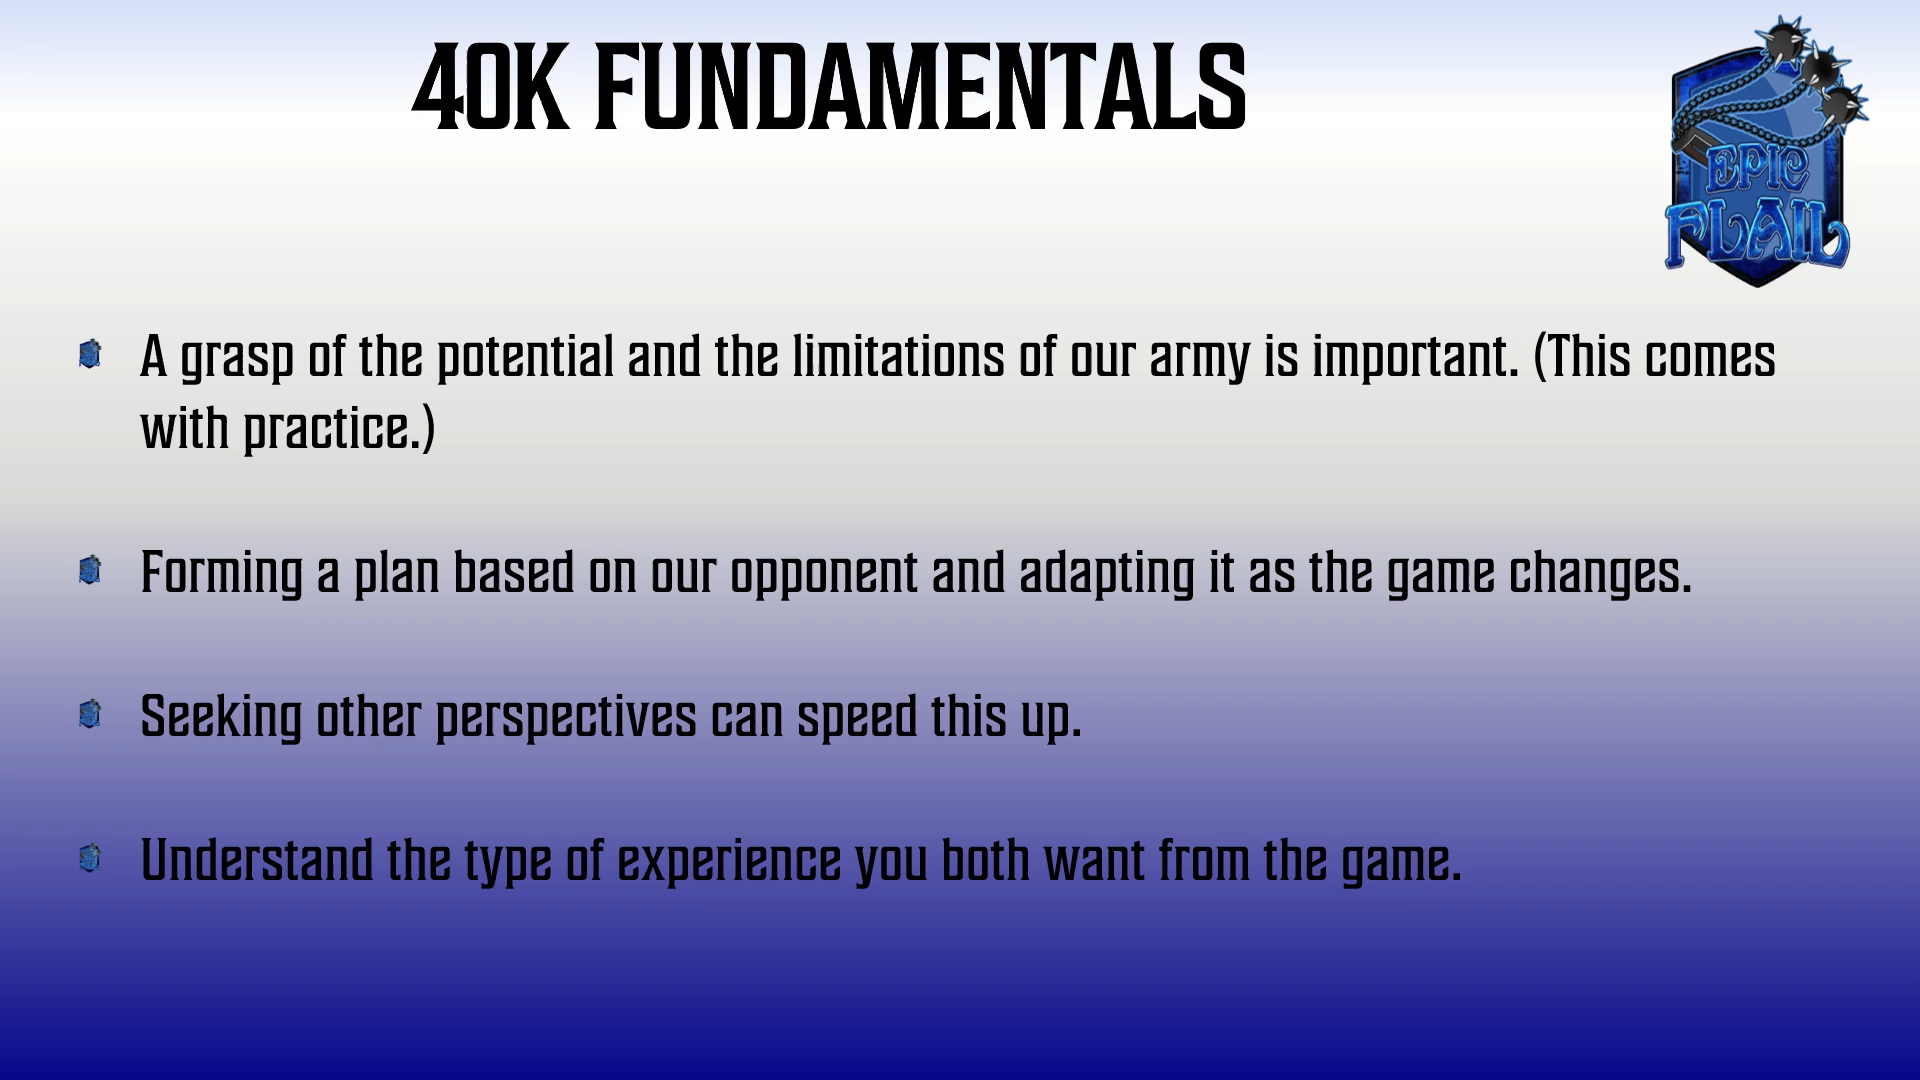 40K FUNDAMENTALS
EPIC
FLAIL
A grasp of the potential and the limitations of our army is important. (This comes
with practice.)
Forming a plan based on our opponent and adapting it as the game changes.
Seeking other perspectives can speed this up.
Understand the type of experience you both want from the game.